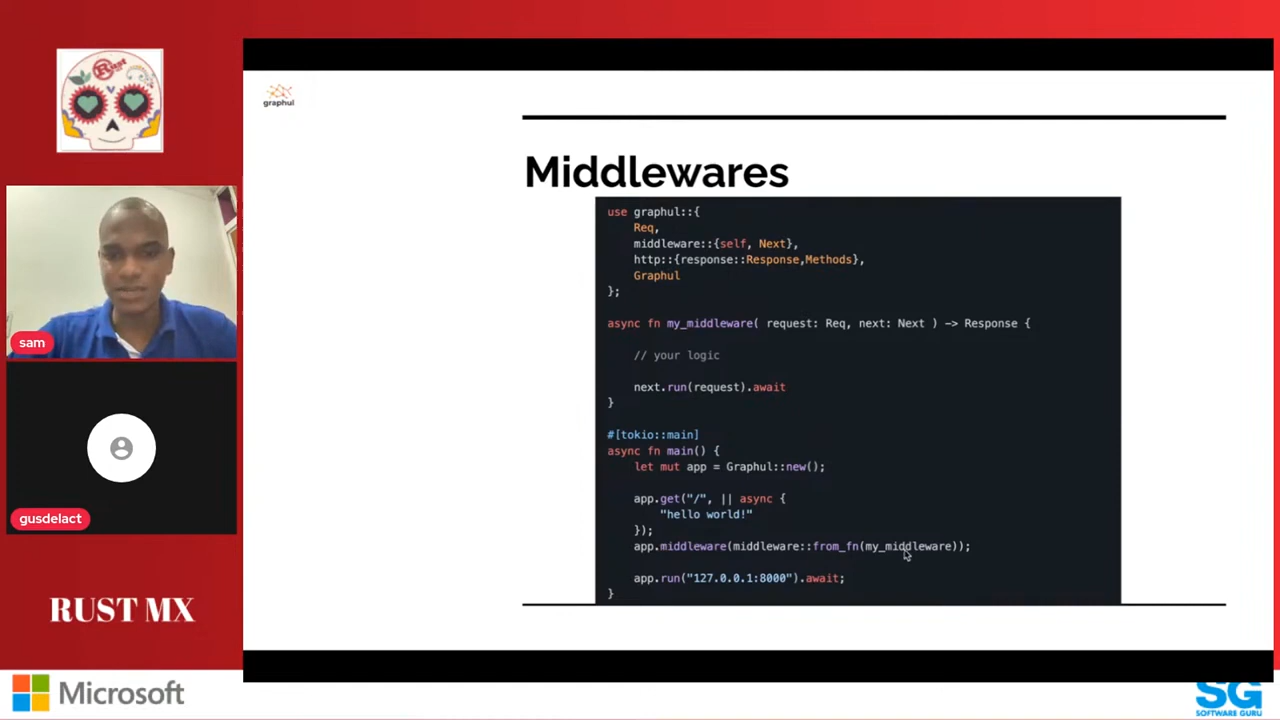 Rust
graphul
Middlewares
use graphul::{
    Req,
    middleware::{self, Next},
    http::{response::Response,Methods},
    Graphul
};
async fn my_middleware( request: Req, next: Next ) -> Response {
    // your logic
    next.run(request).await
}
#[tokio::main]
async fn main() {
    let mut app = Graphul::new();
    app.get("/", || async {
        "hello world!"
    });
    app.middleware(middleware::from_fn(my_middleware));
    app.run("127.0.0.1:8000").await;
}
sam
gusdelact
RUST MX
Microsoft
SG
SOFTWARE GURU